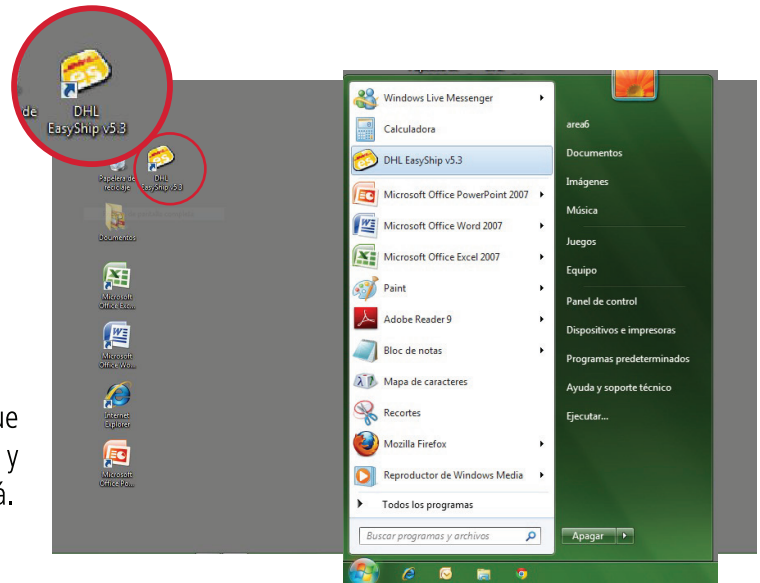 de
DHL
EasyShip v5.3
Papelera de
reciclaje
DHL
EasyShip v5.3
Documentos
Microsoft
Office Exc...
Microsoft
Office Wo...
Internet
Explorer
Microsoft
Office Po...
ue
y
á.
Windows Live Messenger
Calculadora
DHL EasyShip v5.3
Microsoft Office PowerPoint 2007
Microsoft Office Word 2007
Microsoft Office Excel 2007
Paint
Adobe Reader 9
Bloc de notas
Mapa de caracteres
Recortes
Mozilla Firefox
Reproductor de Windows Media
Todos los programas
Buscar programas y archivos
area6
Documentos
Imágenes
Música
Juegos
Equipo
Panel de control
Dispositivos e impresoras
Programas predeterminados
Ayuda y soporte técnico
Ejecutar...
Apagar